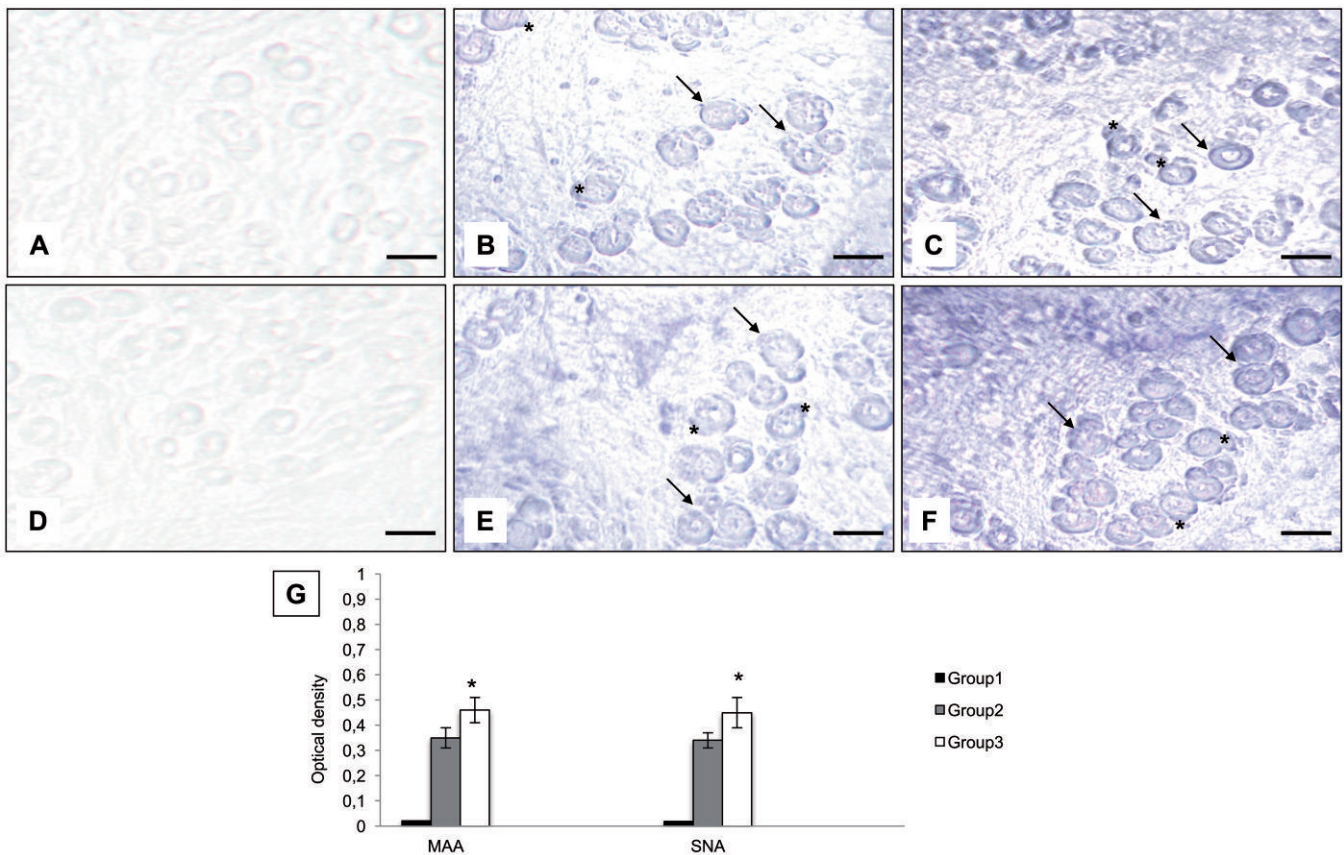 A
*
*
B
*
*
C
D
*
*
E
*
*
F
G
1
0,9
0,8
0,7
0,6
0,5
0,4
0,3
0,2
0,1
0
Optical density
*
*
MAA
SNA
Group1
Group2
Group3